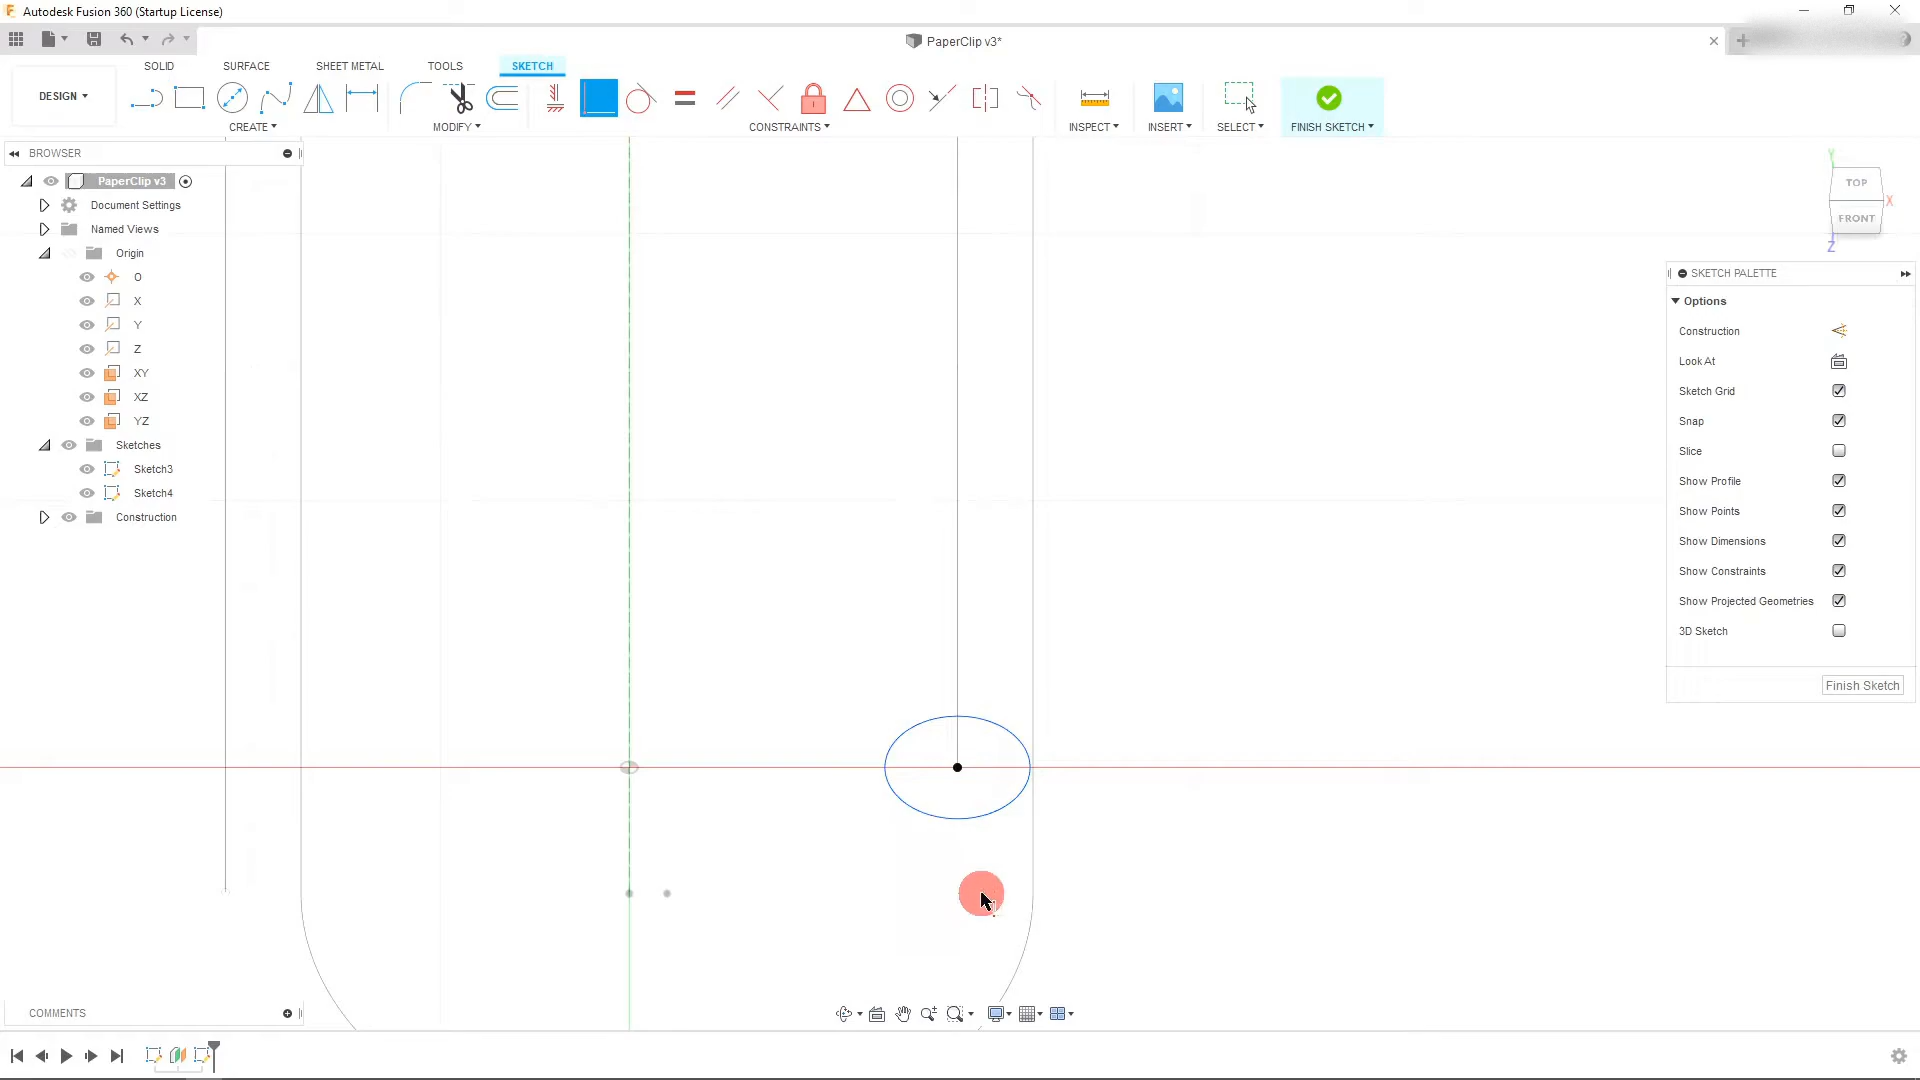 Autodesk Fusion 360 (Startup License)
PaperClip v3*
SOLID SURFACE SHEET METAL TOOLS SKETCH
DESIGN
CREATE MODIFY CONSTRAINTS INSPECT INSERT SELECT FINISH SKETCH
BROWSER
PaperClip v3
Document Settings
Named Views
Origin
O
X
Y
Z
XY
XZ
YZ
Sketches
Sketch3
Sketch4
Construction
Y
TOP
X
FRONT
Z
SKETCH PALETTE
Options
Construction
Look At
Sketch Grid
Snap
Slice
Show Profile
Show Points
Show Dimensions
Show Constraints
Show Projected Geometries
3D Sketch
Finish Sketch
COMMENTS